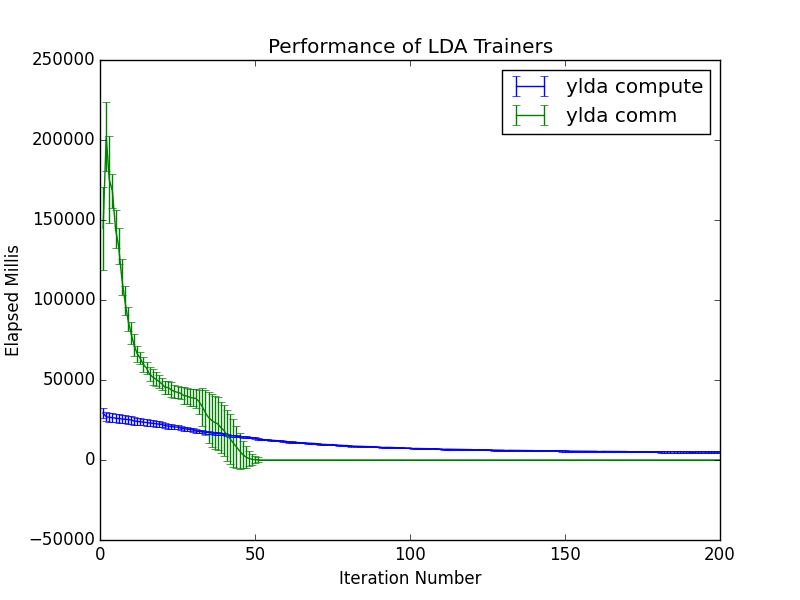 Performance of LDA Trainers
250000
200000
150000
100000
50000
0
−50000
Elapsed Millis
ylda compute
ylda comm
0 50 100 150 200
Iteration Number